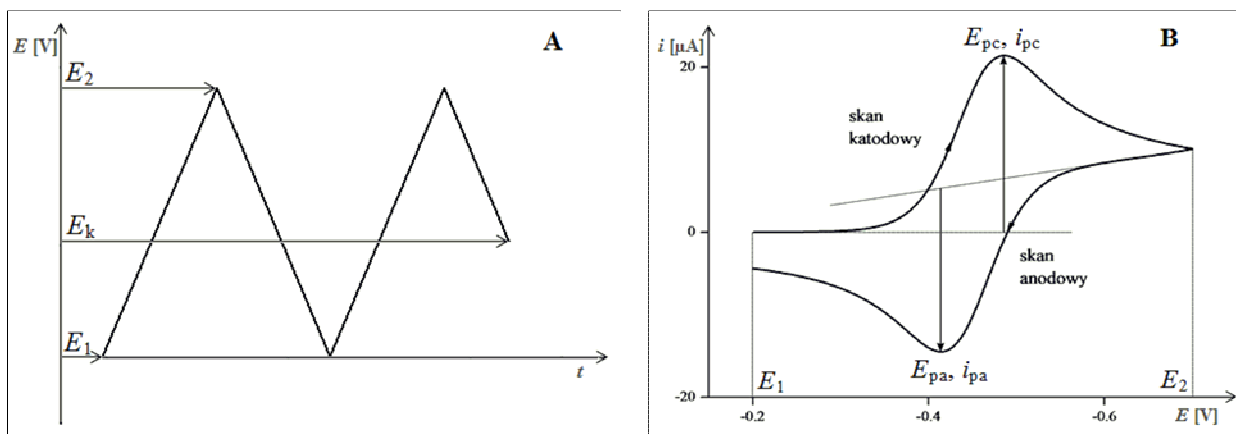 E [V]
A
E₂
Eₖ
E₁
t
i [µA]
B
Epc, ipc
20
skan
katodowy
0
skan
anodowy
Epa, ipa
E₁
E₂
-20
-0.2
-0.4
-0.6
E [V]